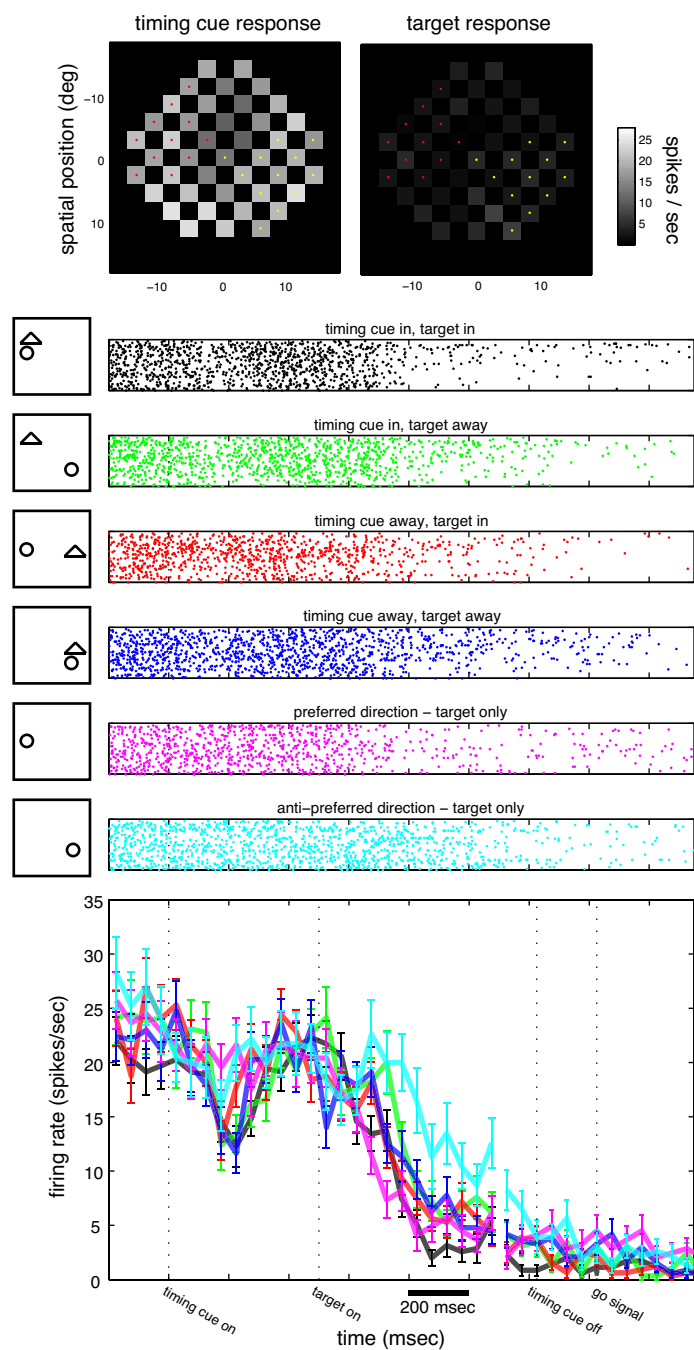 timing cue response
target response
spatial position (deg)
−10
0
10
−10
0
10
−10
0
10
25
20
15
10
5
spikes / sec
timing cue in, target in
timing cue in, target away
timing cue away, target in
timing cue away, target away
preferred direction − target only
anti−preferred direction − target only
firing rate (spikes/sec)
35
30
25
20
15
10
5
0
timing cue on
target on
200 msec
timing cue off
go signal
time (msec)